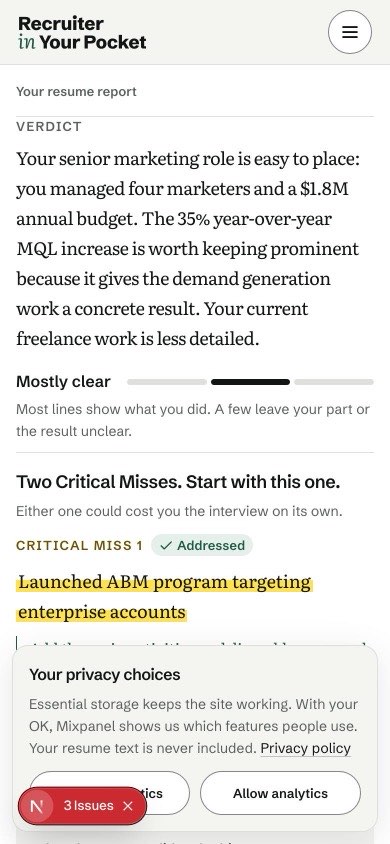 Recruiter
in Your Pocket
Your resume report
VERDICT
Your senior marketing role is easy to place:
you managed four marketers and a $1.8M
annual budget. The 35% year-over-year
MQL increase is worth keeping prominent
because it gives the demand generation
work a concrete result. Your current
freelance work is less detailed.
Mostly clear
Most lines show what you did. A few leave your part or
the result unclear.
Two Critical Misses. Start with this one.
Either one could cost you the interview on its own.
CRITICAL MISS 1 Addressed
Launched ABM program targeting
enterprise accounts
Your privacy choices
Essential storage keeps the site working. With your
OK, Mixpanel shows us which features people use.
Your resume text is never included. Privacy policy
Allow analytics
N 3 Issues